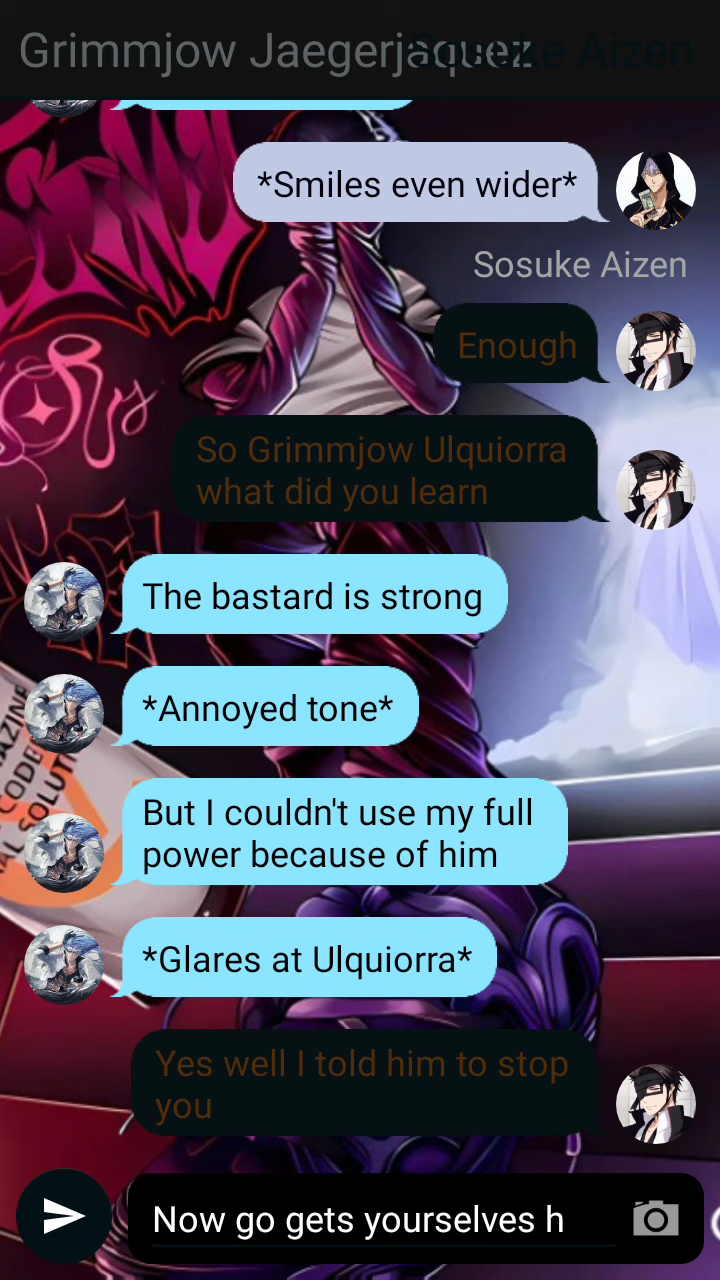 Grimmjow Jaegerjaquez Sosuke Aizen
*Smiles even wider*
Sosuke Aizen
Enough
So Grimmjow Ulquiorra
what did you learn
The bastard is strong
*Annoyed tone*
But I couldn't use my full
power because of him
*Glares at Ulquiorra*
Yes well I told him to stop
you
Now go gets yourselves h